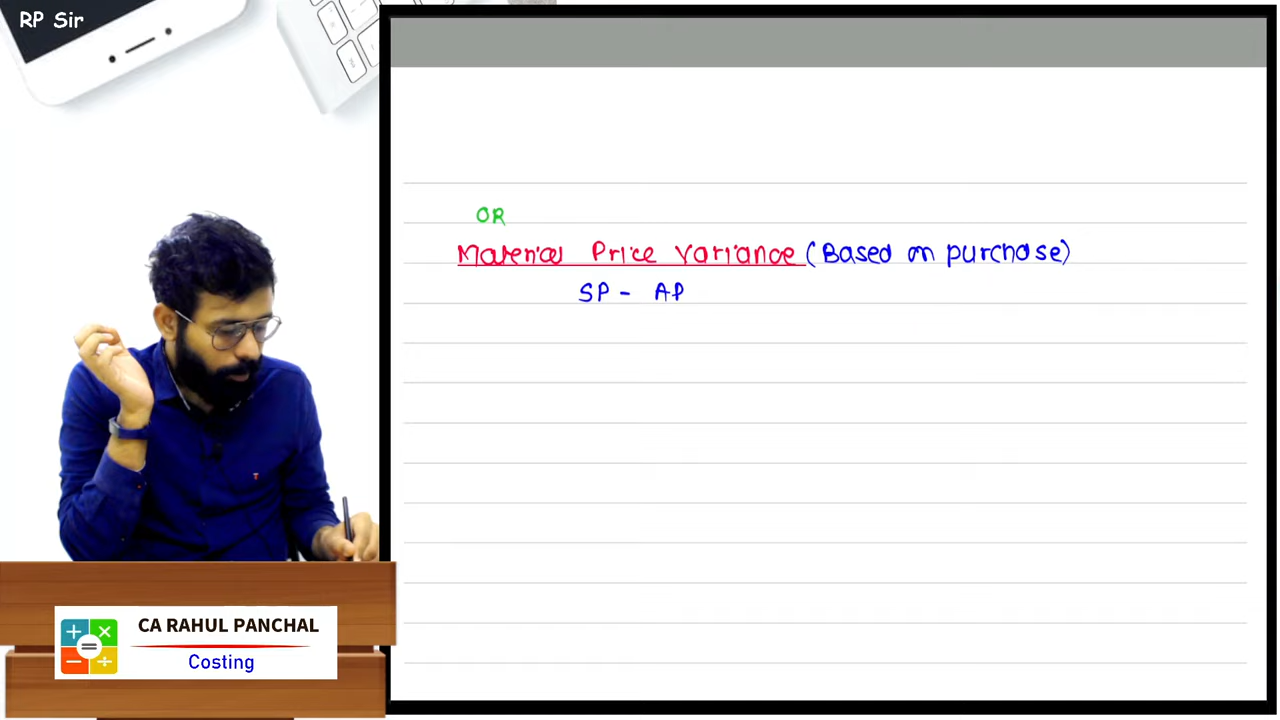 RP Sir
OR
Material Price Variance (Based on purchase)
SP - AP
CA RAHUL PANCHAL
Costing